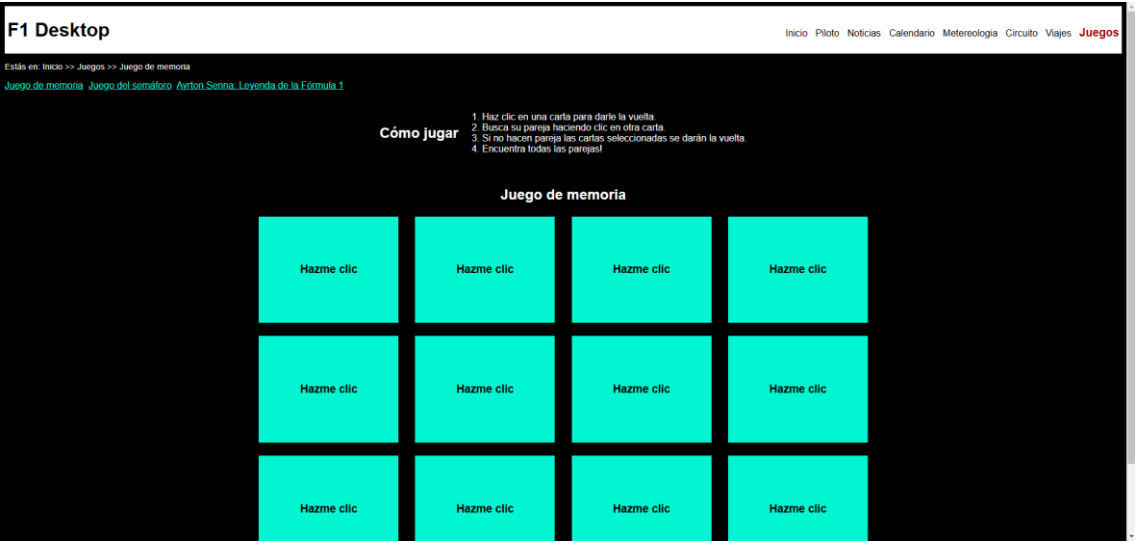 F1 Desktop
Inicio Piloto Noticias Calendario Metereologia Circuito Viajes Juegos
Estás en: Inicio >> Juegos >> Juego de memoria
Juego de memoria Juego del semáforo Ayrton Senna: Leyenda de la Fórmula 1
Cómo jugar
1. Haz clic en una carta para darle la vuelta.
2. Busca su pareja haciendo clic en otra carta.
3. Si no hacen pareja las cartas seleccionadas se darán la vuelta.
4. Encuentra todas las parejas!
Juego de memoria
Hazme clic Hazme clic Hazme clic Hazme clic
Hazme clic Hazme clic Hazme clic Hazme clic
Hazme clic Hazme clic Hazme clic Hazme clic